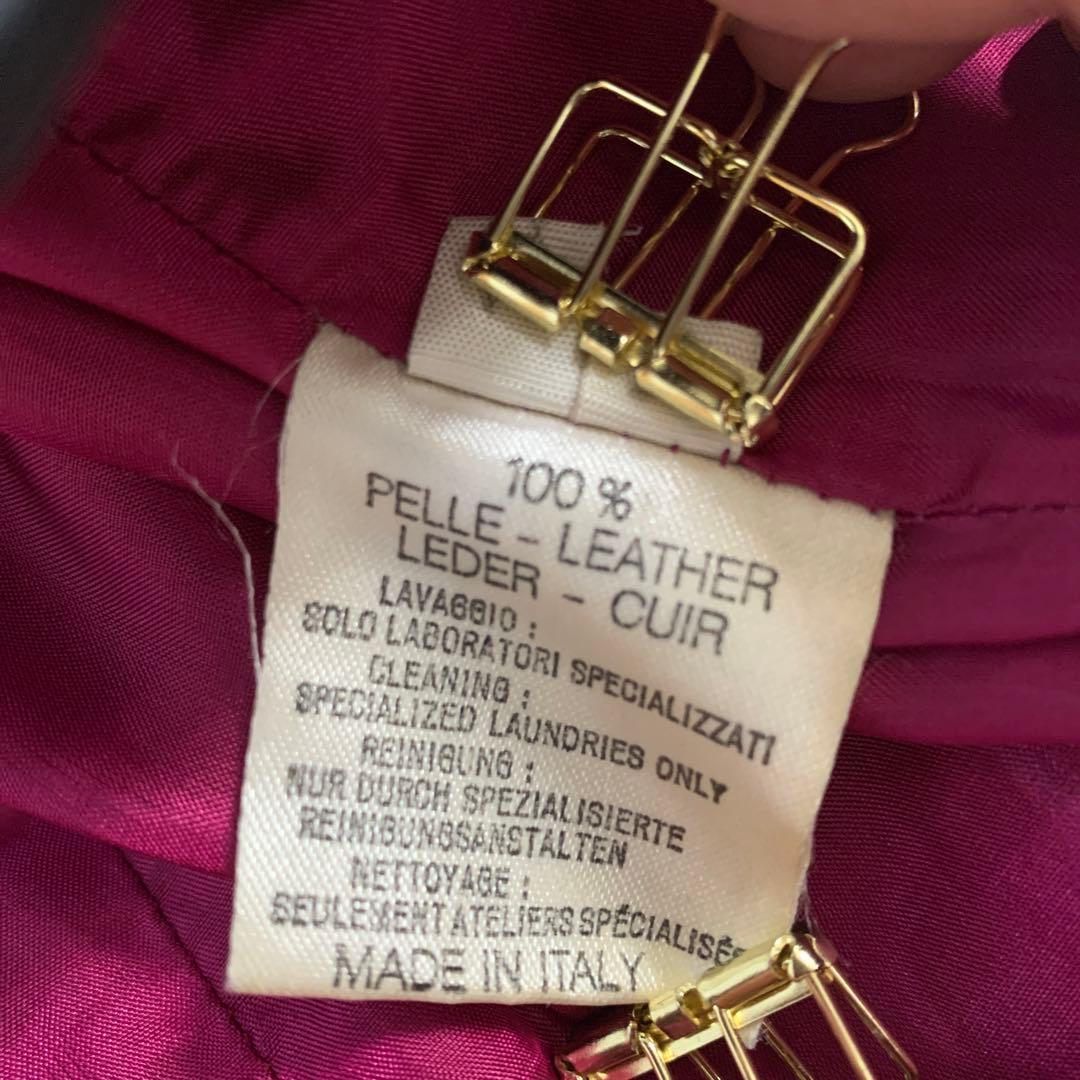 100 %
PELLE - LEATHER
LEDER - CUIR
LAVAGGIO :
SOLO LABORATORI SPECIALIZZATI
CLEANING :
SPECIALIZED LAUNDRIES ONLY
REINIGUNG :
NUR DURCH SPEZIALISIERTE
REINIGUNGSANSTALTEN
NETTOYAGE :
SEULEMENT ATELIERS SPÉCIALISÉS
MADE IN ITALY